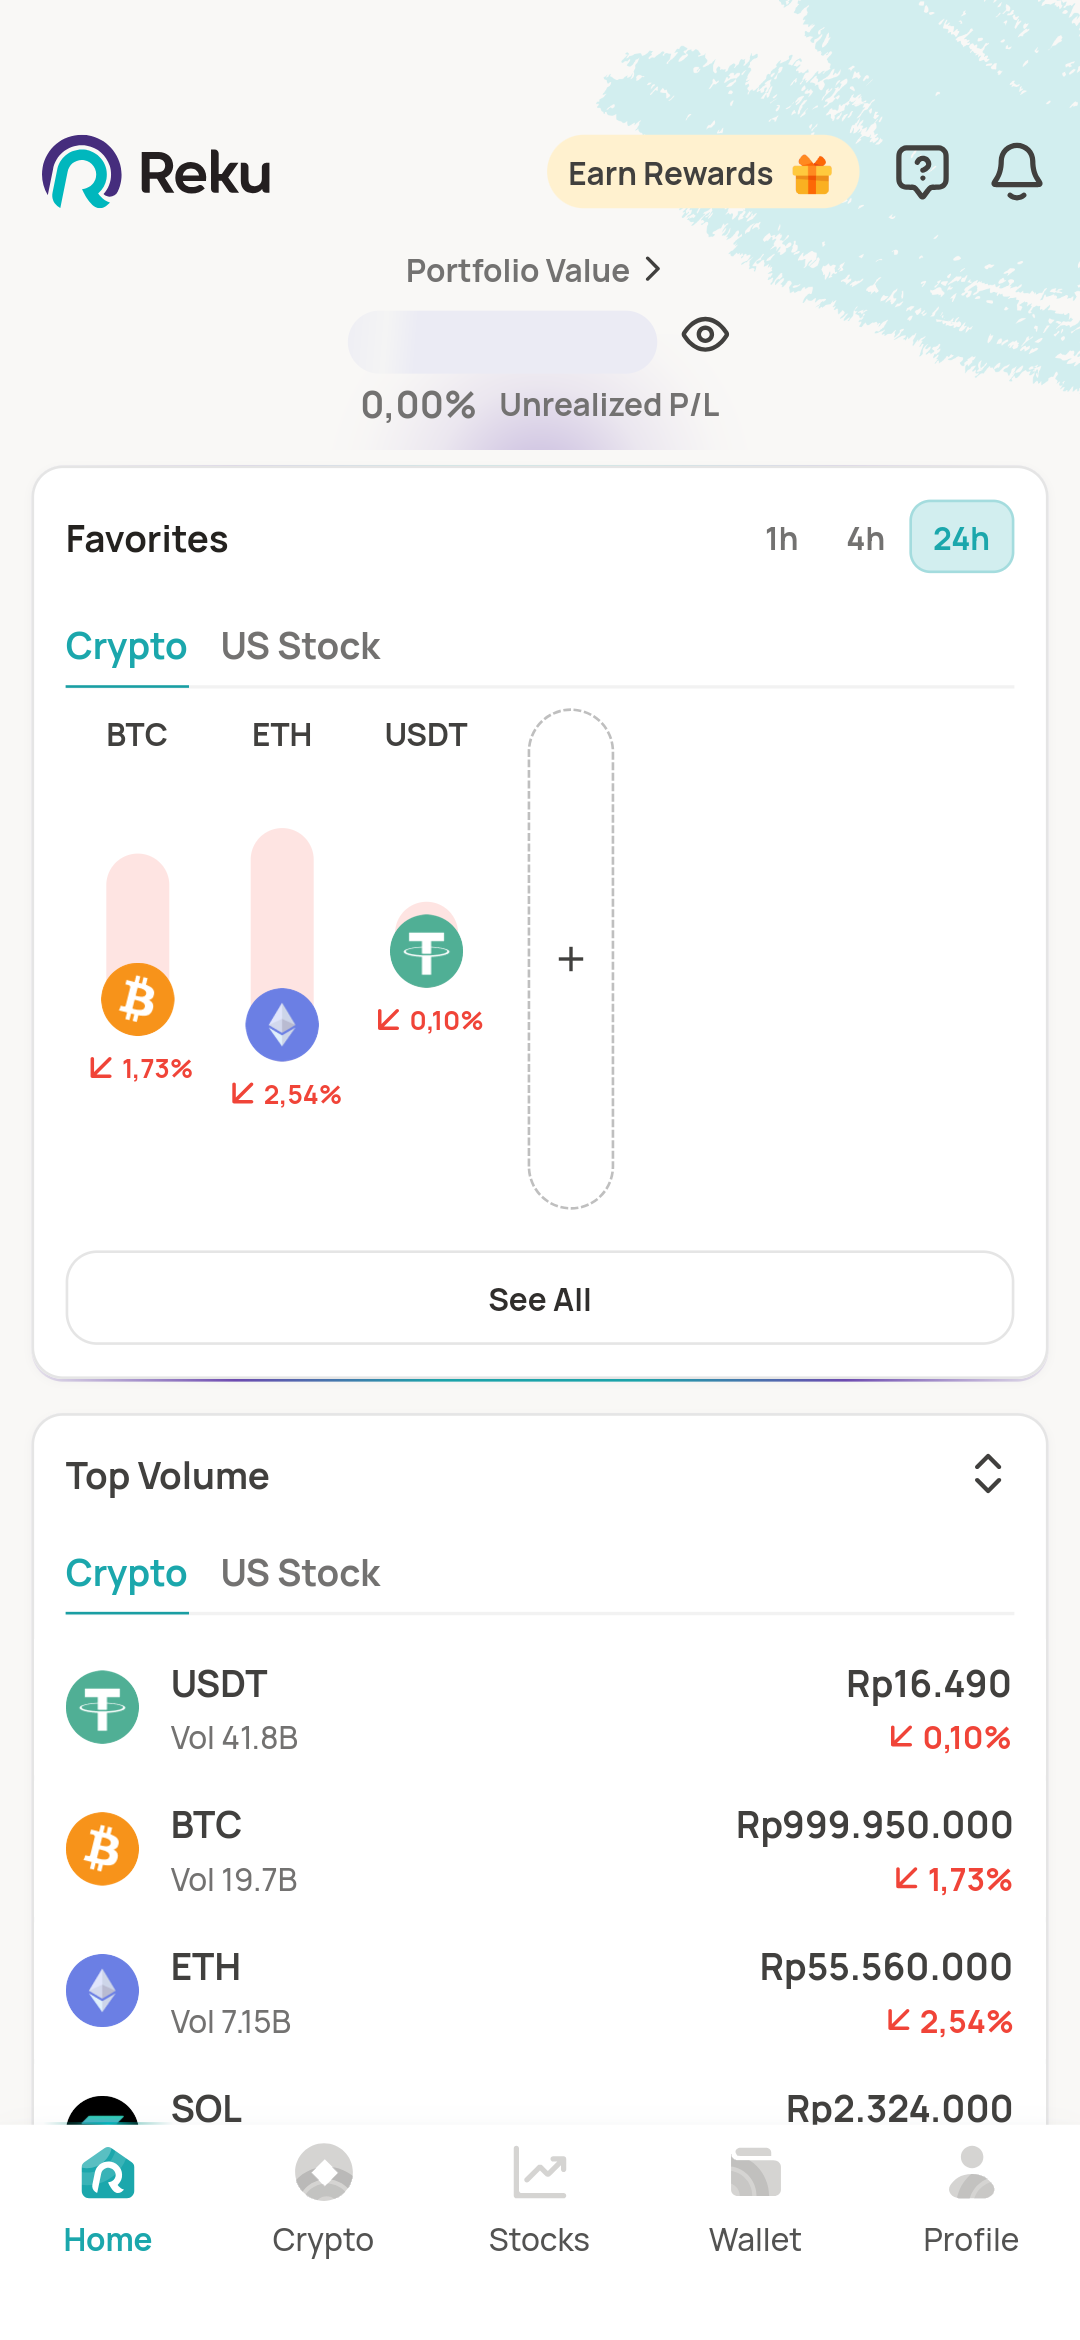 Reku
Earn Rewards
Portfolio Value
0,00% Unrealized P/L
Favorites
1h 4h 24h
Crypto US Stock
BTC ETH USDT
+
0,10%
1,73%
2,54%
See All
Top Volume
Crypto US Stock
USDT Rp16.490
Vol 41.8B 0,10%
BTC Rp999.950.000
Vol 19.7B 1,73%
ETH Rp55.560.000
Vol 7.15B 2,54%
SOL Rp2.324.000
Home Crypto Stocks Wallet Profile